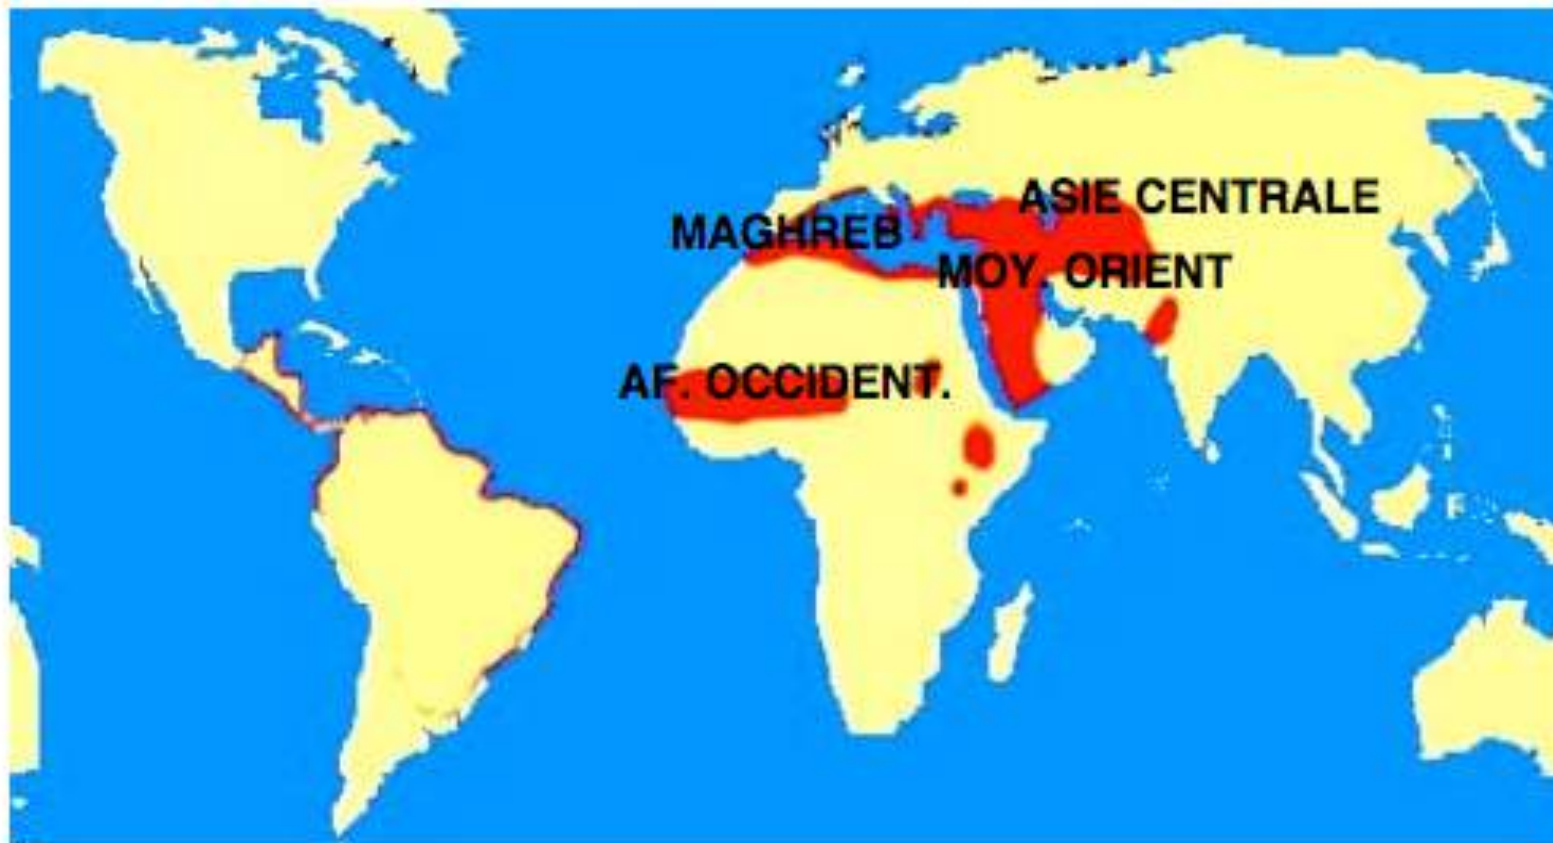 ASIE CENTRALE
MAGHREB
MOY. ORIENT
AF. OCCIDENT.